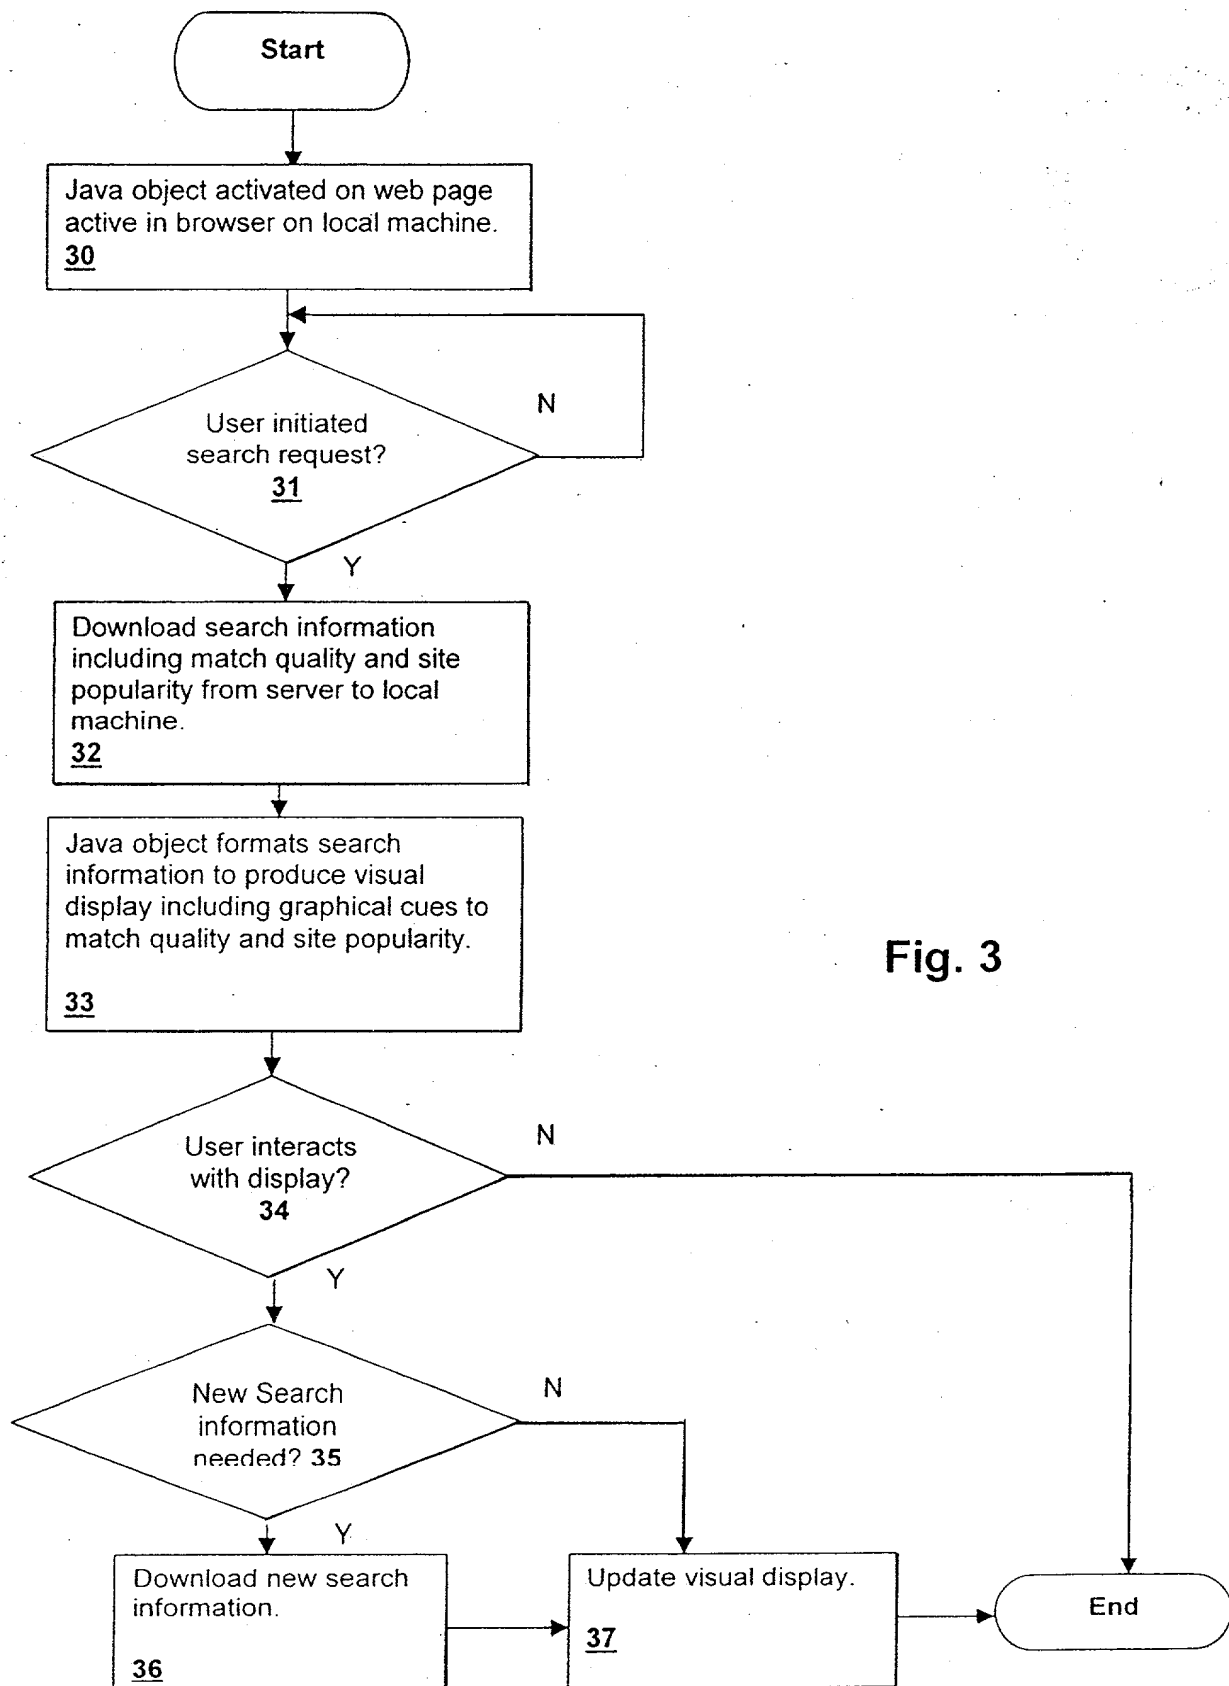 Start
Java object activated on web page
active in browser on local machine.
30
N
User initiated
search request?
31
Y
Download search information
including match quality and site
popularity from server to local
machine.
32
Java object formats search
information to produce visual
display including graphical cues to
match quality and site popularity.
33
Fig. 3
N
User interacts
with display?
34
Y
N
New Search
information
needed? 35
Y
Download new search
information.
36
Update visual display.
37
End